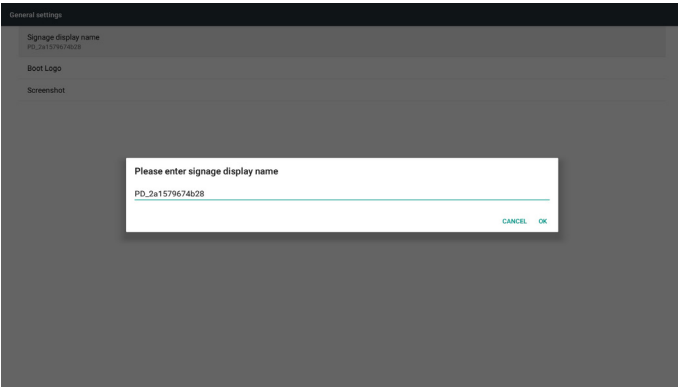 General settings
Signage display name
PD_2a1579674b28
Boot Logo
Screenshot
Please enter signage display name
PD_2a1579674b28
CANCEL OK